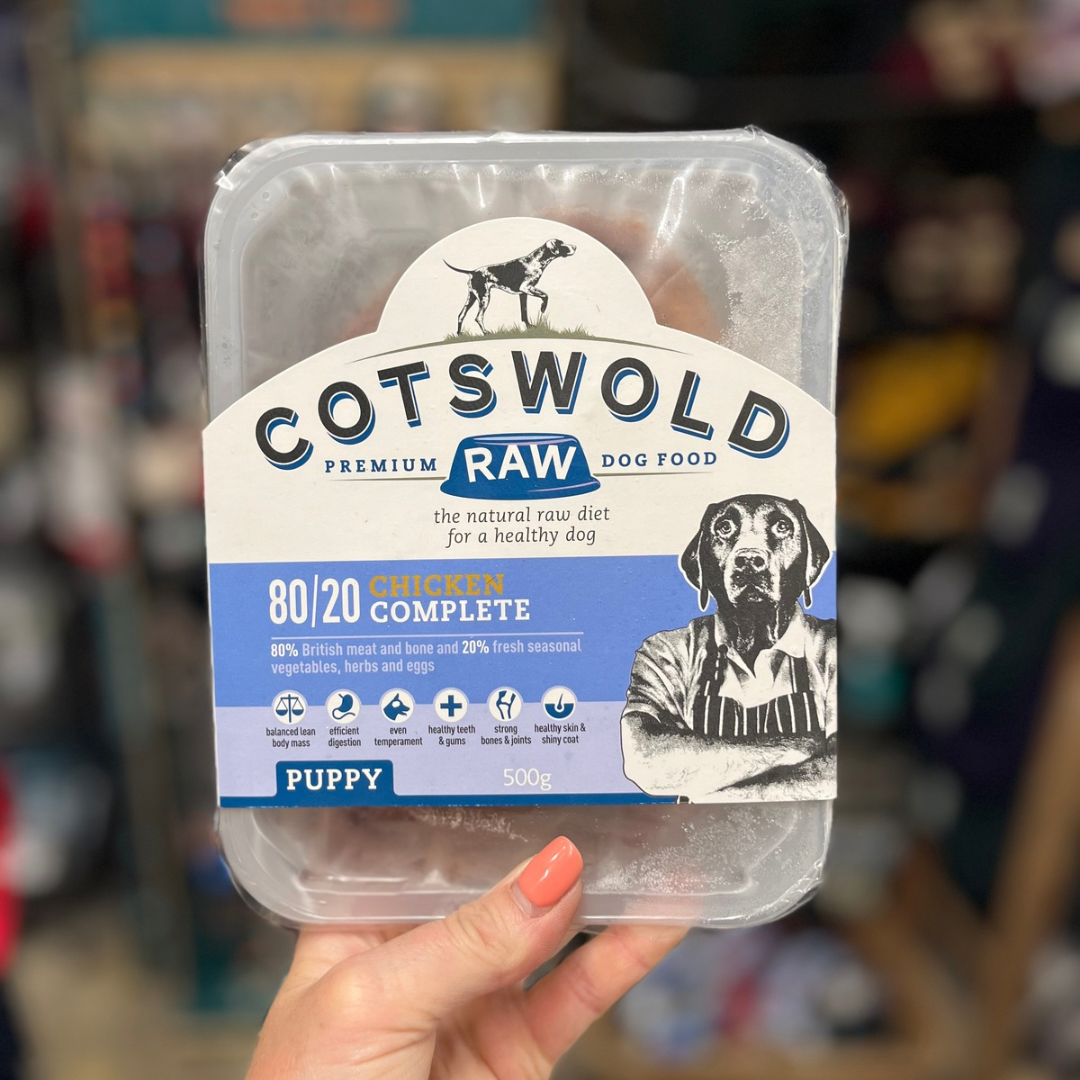 COTSWOLD
PREMIUM RAW DOG FOOD
the natural raw diet
for a healthy dog
80/20 CHICKEN
COMPLETE
80% British meat and bone and 20% fresh seasonal
vegetables, herbs and eggs
balanced lean
body mass
efficient
digestion
even
temperament
healthy teeth
& gums
strong
bones & joints
healthy skin &
shiny coat
PUPPY
500g